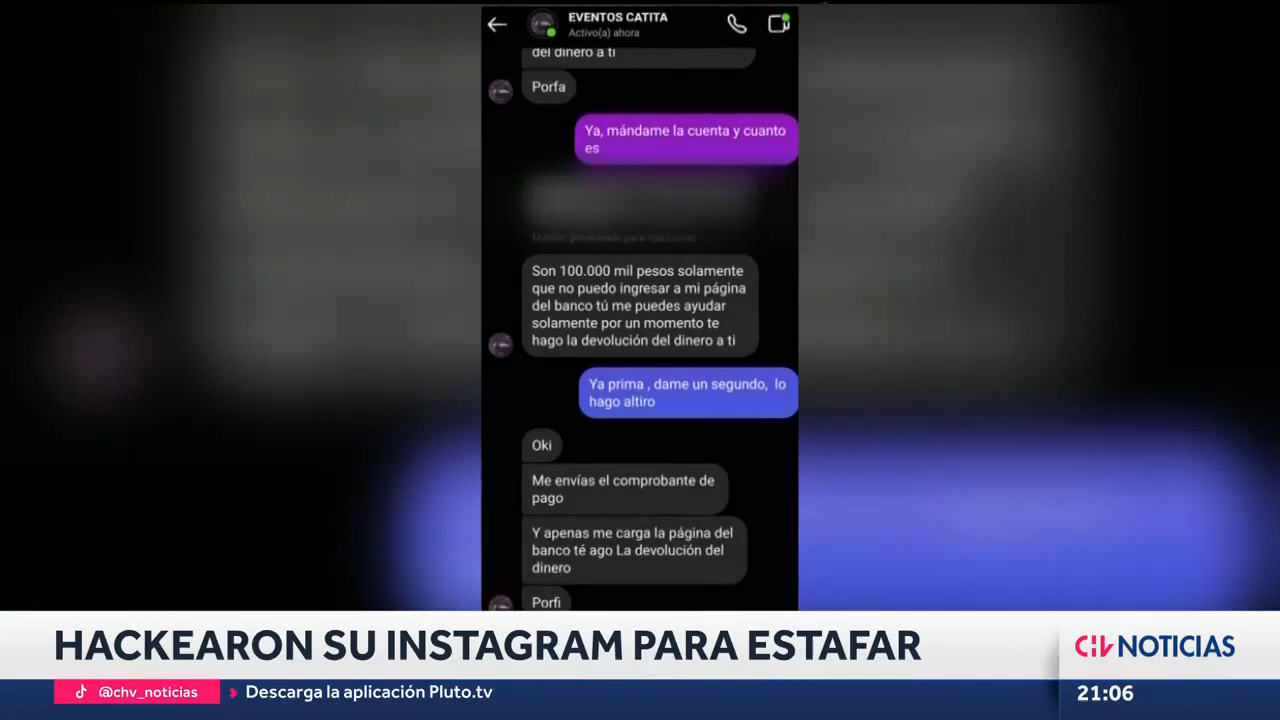 EVENTOS CATITA
Activo(a) ahora
del dinero a ti
Porfa
Ya, mándame la cuenta y cuanto
es
Mantén presionado para reaccionar
Son 100.000 mil pesos solamente
que no puedo ingresar a mi página
del banco tú me puedes ayudar
solamente por un momento te
hago la devolución del dinero a ti
Ya prima , dame un segundo, lo
hago altiro
Oki
Me envías el comprobante de
pago
Y apenas me carga la página del
banco té ago La devolución del
dinero
Porfi
HACKEARON SU INSTAGRAM PARA ESTAFAR
CHV NOTICIAS
@chv_noticias
Descarga la aplicación Pluto.tv
21:06